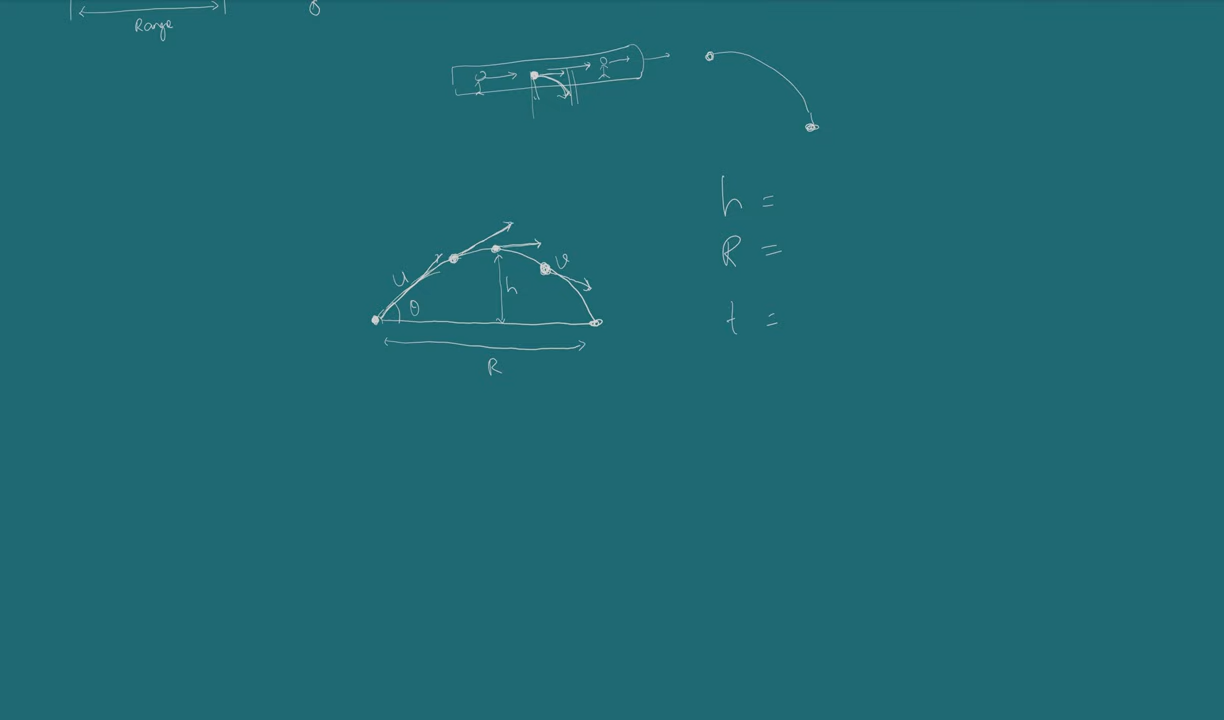 Range
h =
R =
t =
u
θ
h
v
R